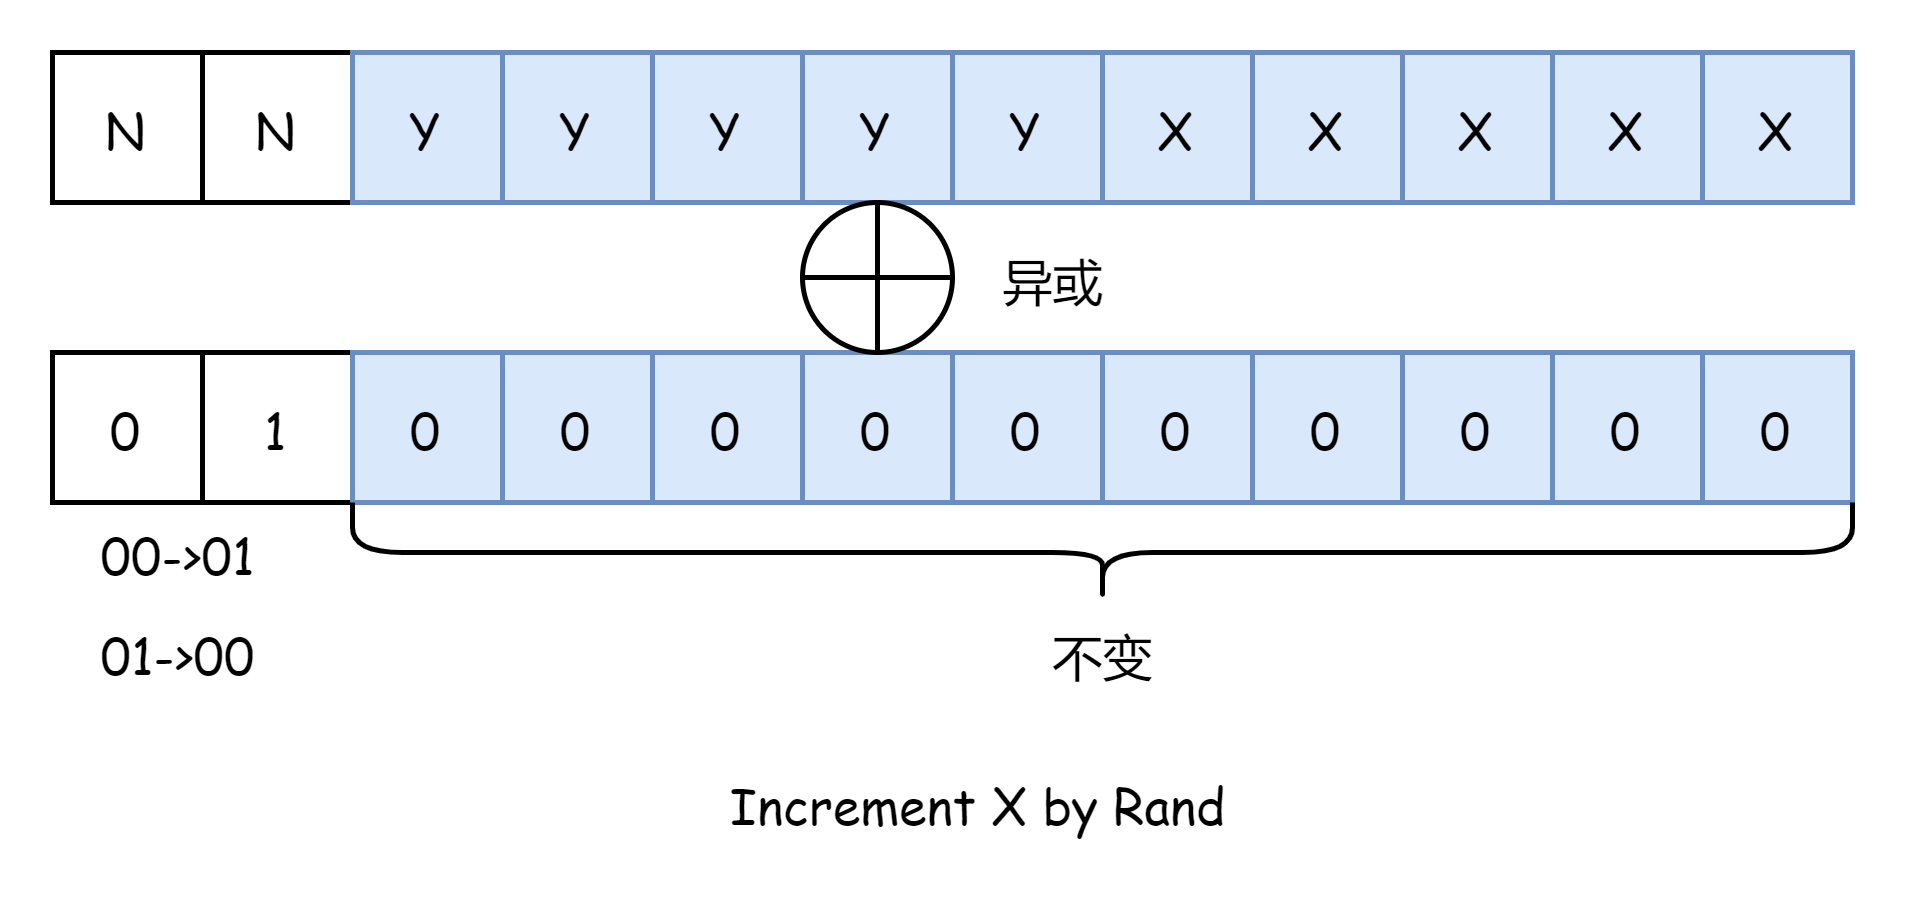 N N y y y y y X X X X X
异或
0 1 0 0 0 0 0 0 0 0 0 0
00->01
01->00
不变
Increment X by Rand